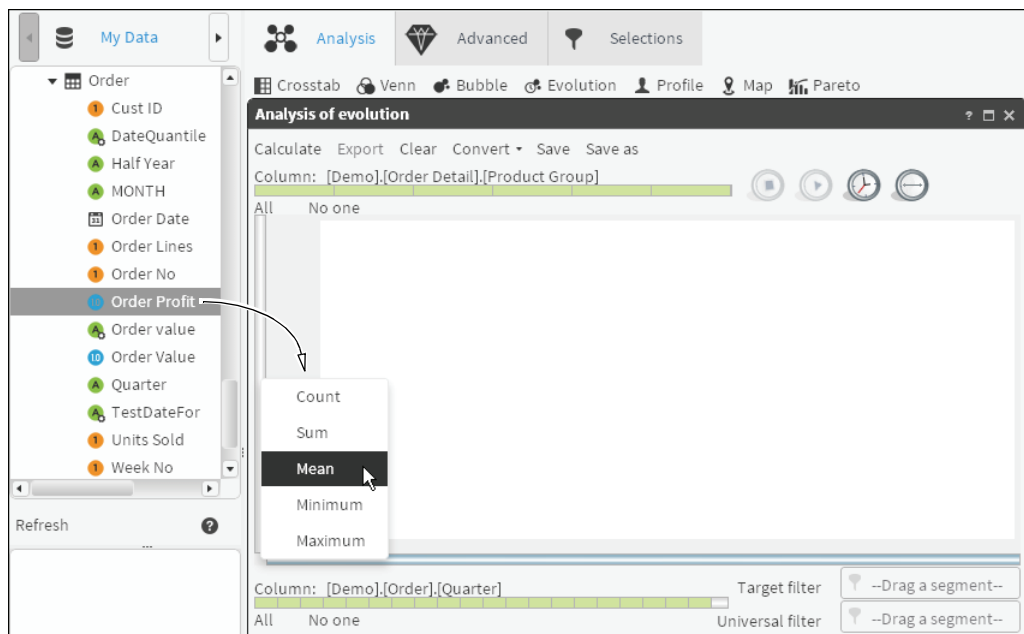 My Data
Analysis
Advanced
Selections
Crosstab Venn Bubble Evolution Profile Map Pareto
Order
Cust ID
DateQuantile
Half Year
MONTH
Order Date
Order Lines
Order No
Order Profit
Order value
Order Value
Quarter
TestDateFor
Units Sold
Week No
Refresh
Analysis of evolution
Calculate Export Clear Convert Save Save as
Column: [Demo].[Order Detail].[Product Group]
All No one
Count
Sum
Mean
Minimum
Maximum
Column: [Demo].[Order].[Quarter]
All No one
Target filter --Drag a segment--
Universal filter --Drag a segment--